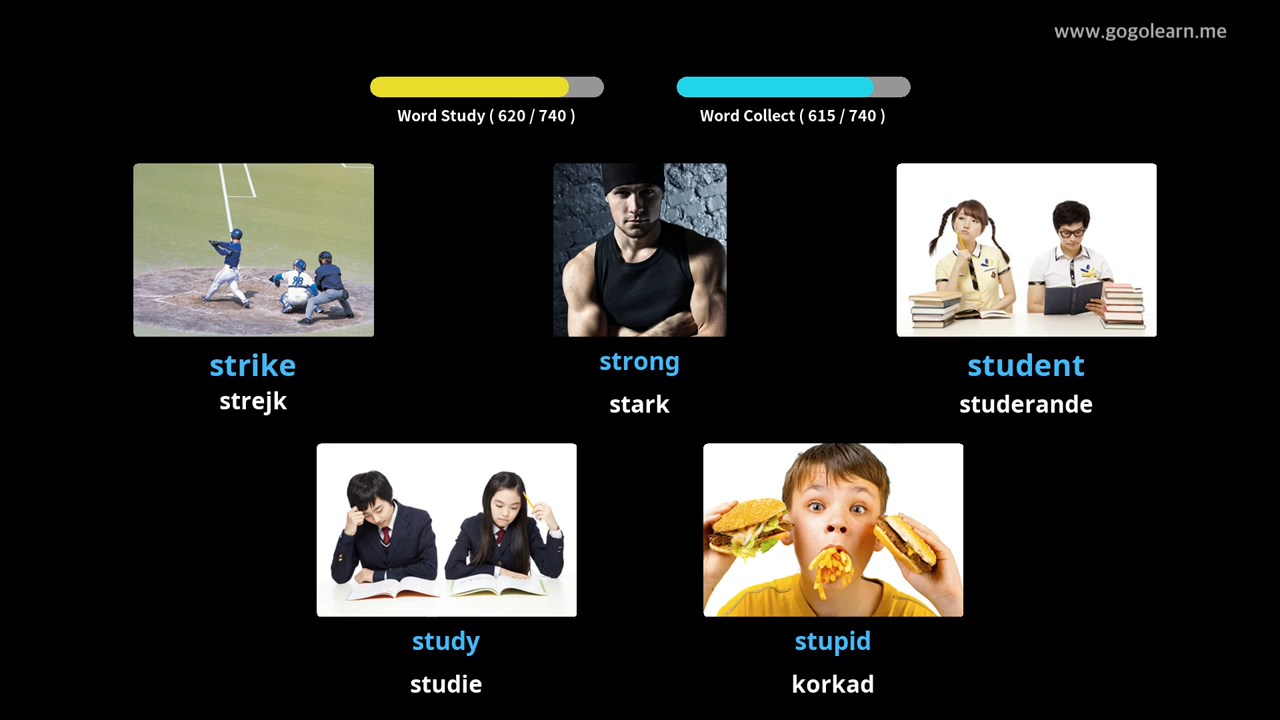 www.gogolearn.me
Word Study ( 620 / 740 )
Word Collect ( 615 / 740 )
strike
strejk
strong
stark
student
studerande
study
studie
stupid
korkad